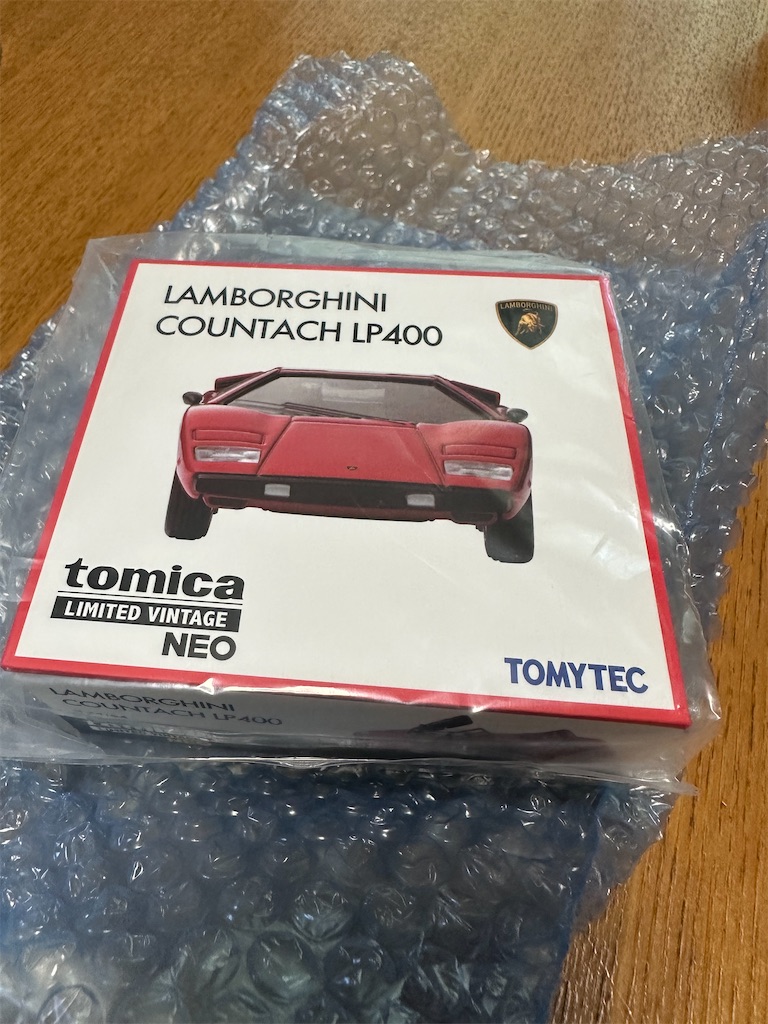 LAMBORGHINI
COUNTACH LP400
LAMBORGHINI
tomica
LIMITED VINTAGE
NEO
TOMYTEC
LAMBORGHINI
COUNTACH LP400